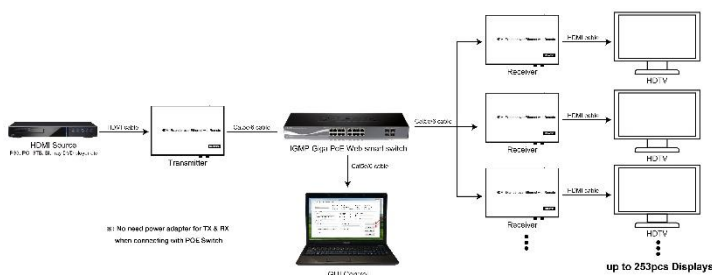 HDMI cable
HDMI Source
Transmitter
Cat5e/6 cable
IGMP Giga PoE Web smart switch
Cat5e/6 cable
Cat5e/6 cable
HDMI cable
Receiver
HDTV
HDMI cable
Receiver
HDTV
HDMI cable
Receiver
HDTV
No need power adapter for TX & RX
when connecting with POE Switch
GUI Control
up to 253pcs Displays